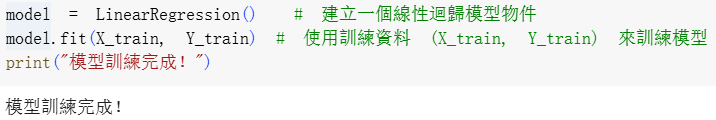 model = LinearRegression() # 建立一個線性迴歸模型物件
model.fit(X_train, Y_train) # 使用訓練資料 (X_train, Y_train) 來訓練模型
print("模型訓練完成！")
模型訓練完成！